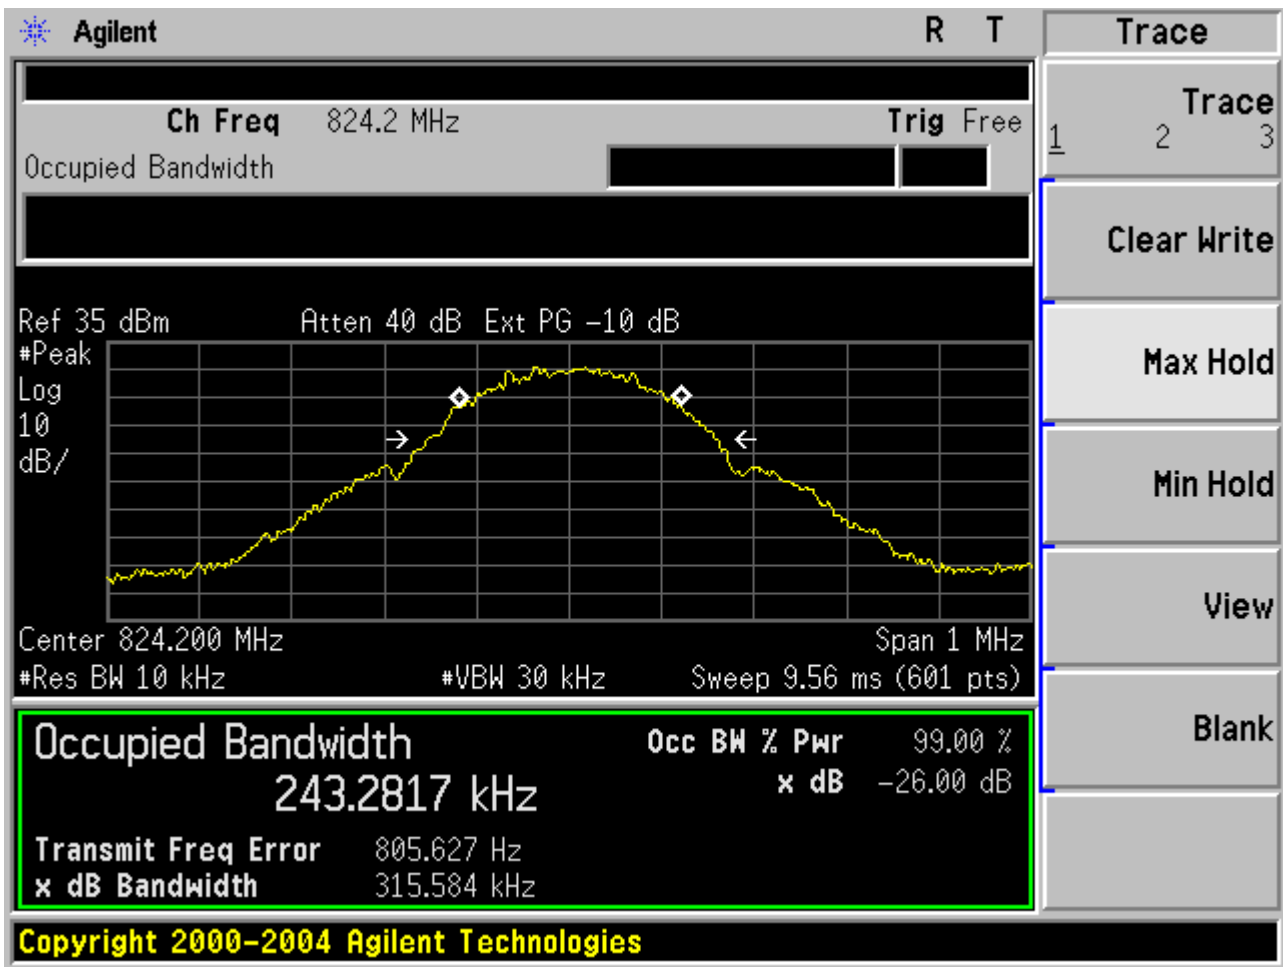 Agilent R T
Trace
Ch Freq 824.2 MHz Trig Free
Occupied Bandwidth
Trace
1 2 3
Clear Write
Max Hold
Min Hold
View
Blank
Ref 35 dBm Atten 40 dB Ext PG -10 dB
#Peak
Log
10
dB/
Center 824.200 MHz Span 1 MHz
#Res BW 10 kHz #VBW 30 kHz Sweep 9.56 ms (601 pts)
Occupied Bandwidth Occ BW % Pwr 99.00 %
243.2817 kHz x dB -26.00 dB
Transmit Freq Error 805.627 Hz
x dB Bandwidth 315.584 kHz
Copyright 2000-2004 Agilent Technologies